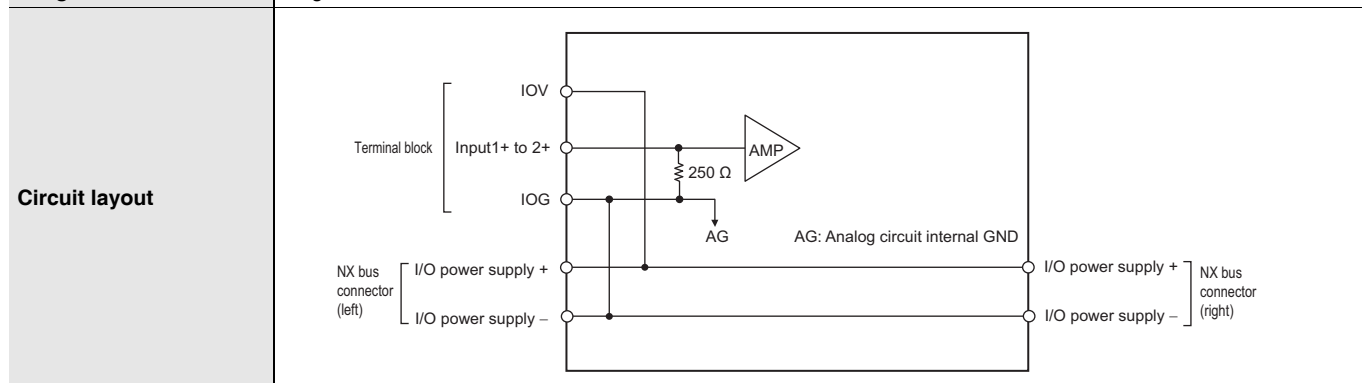 Circuit layout
Terminal block
IOV
Input1+ to 2+
IOG
AMP
250 Ω
AG
AG: Analog circuit internal GND
NX bus
connector
(left)
I/O power supply +
I/O power supply −
I/O power supply +
I/O power supply −
NX bus
connector
(right)